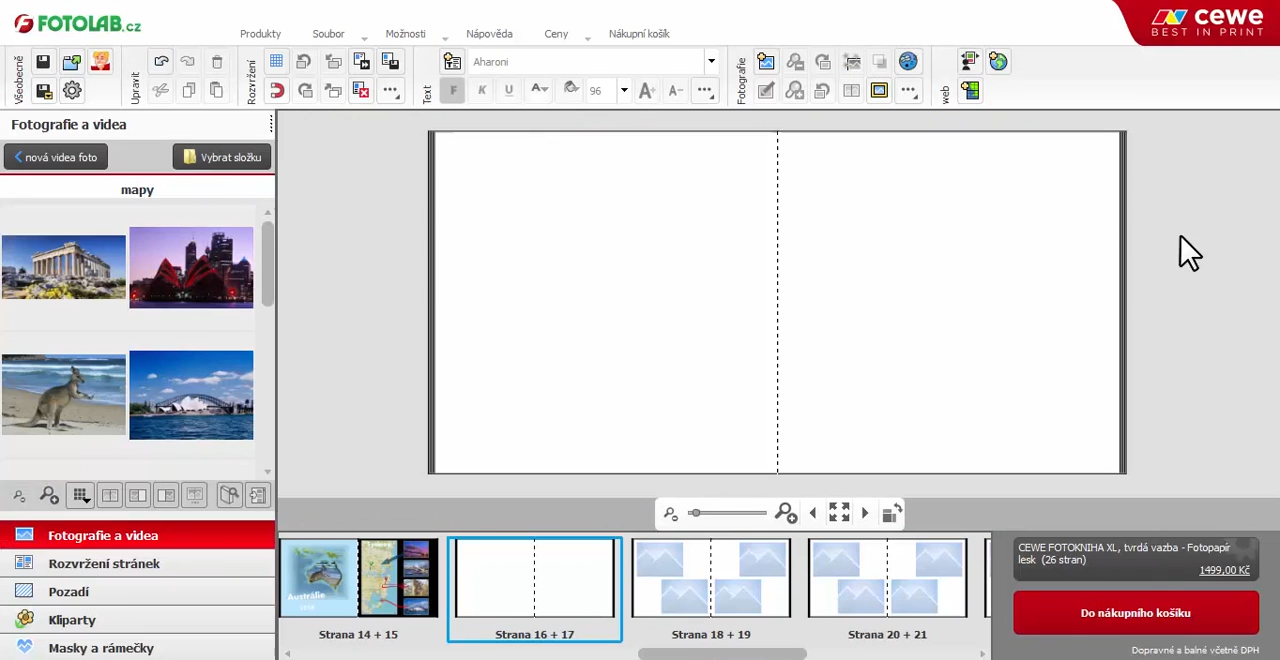 FOTOLAB.cz
cewe
BEST IN PRINT
Produkty
Soubor
Možnosti
Nápověda
Ceny
Nákupní košík
Všeobecně
Upravit
Rozvržení
Text
Aharoni
F
K
U
A
96
A+
A-
Fotografie
web
Fotografie a videa
nová videa foto
Vybrat složku
mapy
Fotografie a videa
Rozvržení stránek
Pozadí
Kliparty
Masky a rámečky
Austrálie
Strana 14 + 15
Strana 16 + 17
Strana 18 + 19
Strana 20 + 21
CEWE FOTOKNIHA XL, tvrdá vazba - Fotopapír
lesk (26 stran)
1499,00 Kč
Do nákupního košíku
Dopravné a balné včetně DPH